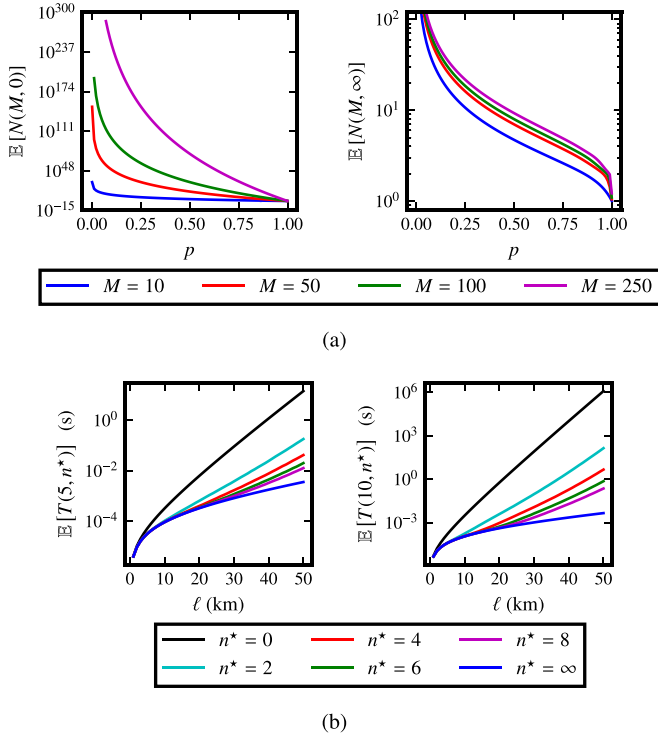 10^300
10^237
10^174
10^111
10^48
10^−15
𝔼 [N(M, 0)]
0.00 0.25 0.50 0.75 1.00
p
10^2
10^1
10^0
𝔼 [N(M, ∞)]
0.00 0.25 0.50 0.75 1.00
p
M = 10 M = 50 M = 100 M = 250
(a)
10^0
10^−2
10^−4
𝔼 [T(5, n⋆)] (s)
0 10 20 30 40 50
ℓ (km)
10^6
10^3
10^0
10^−3
𝔼 [T(10, n⋆)] (s)
0 10 20 30 40 50
ℓ (km)
n⋆ = 0 n⋆ = 4 n⋆ = 8
n⋆ = 2 n⋆ = 6 n⋆ = ∞
(b)